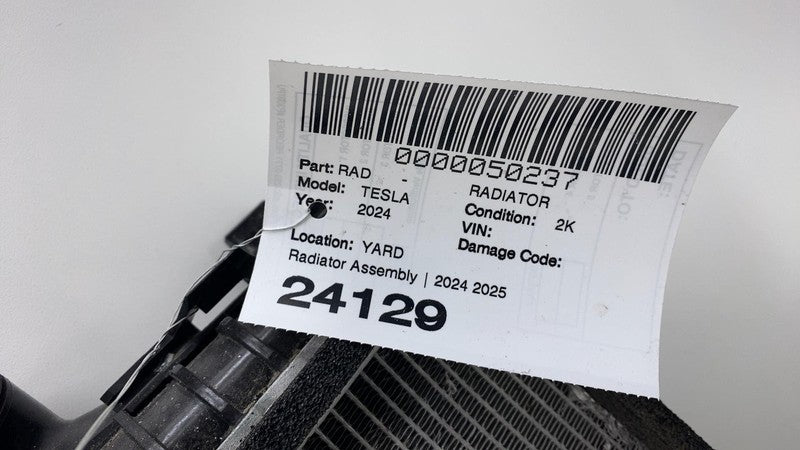 0000050237
Part: RAD - RADIATOR
Model: TESLA
Year: 2024
Condition: 2K
VIN:
Location: YARD
Damage Code:
Radiator Assembly | 2024 2025
24129